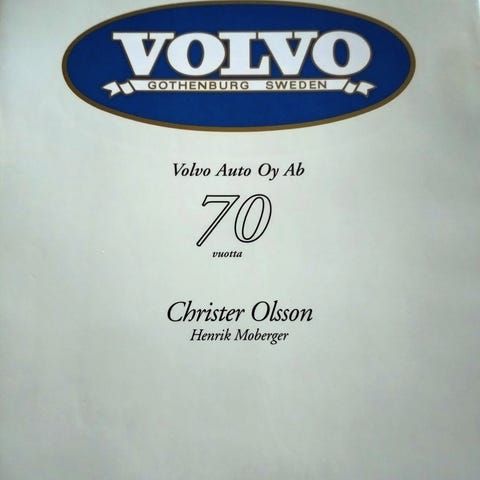 VOLVO
GOTHENBURG SWEDEN
Volvo Auto Oy Ab
70
vuotta
Christer Olsson
Henrik Moberger